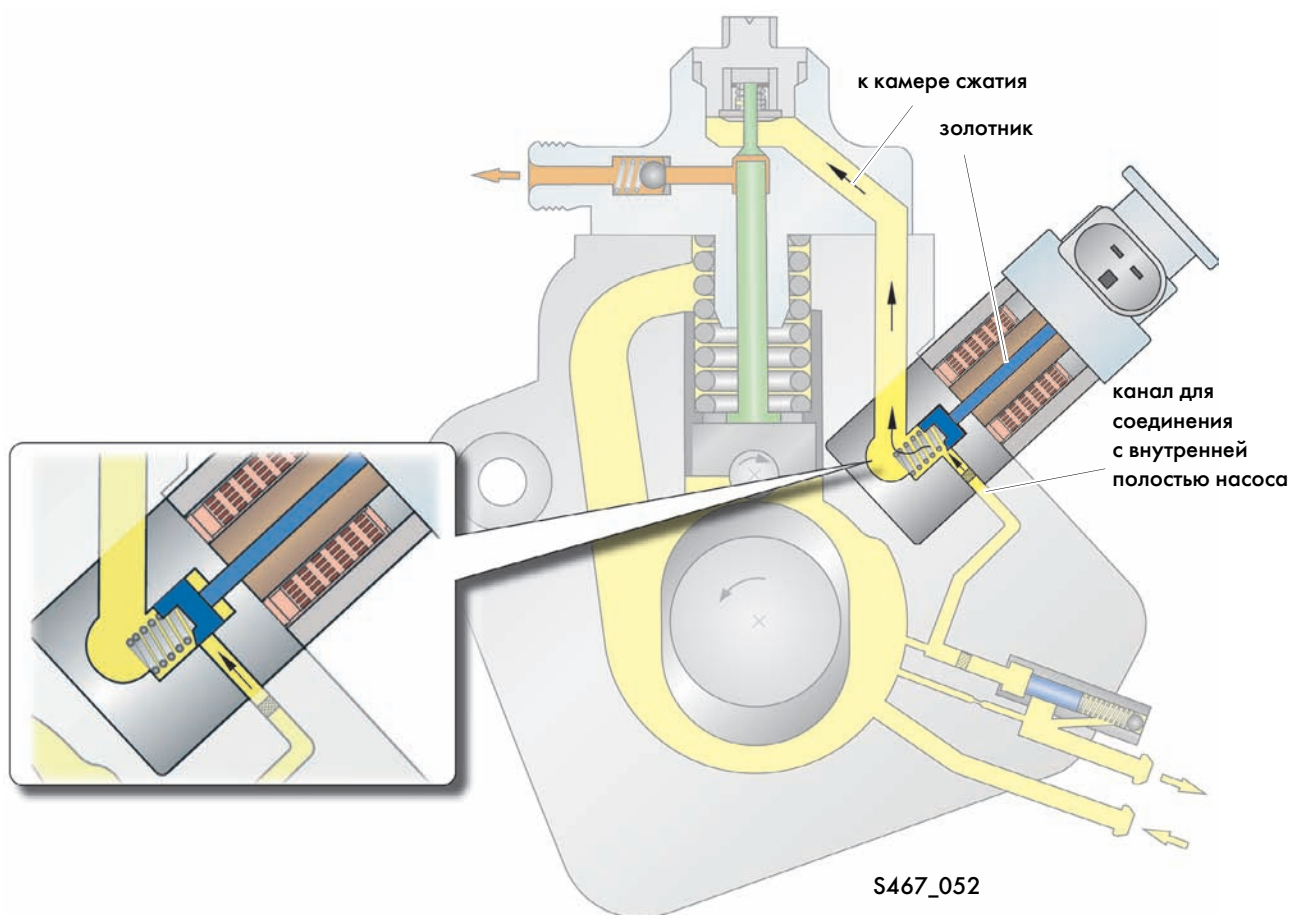 к камере сжатия
золотник
канал для
соединения
с внутренней
полостью насоса
S467_052